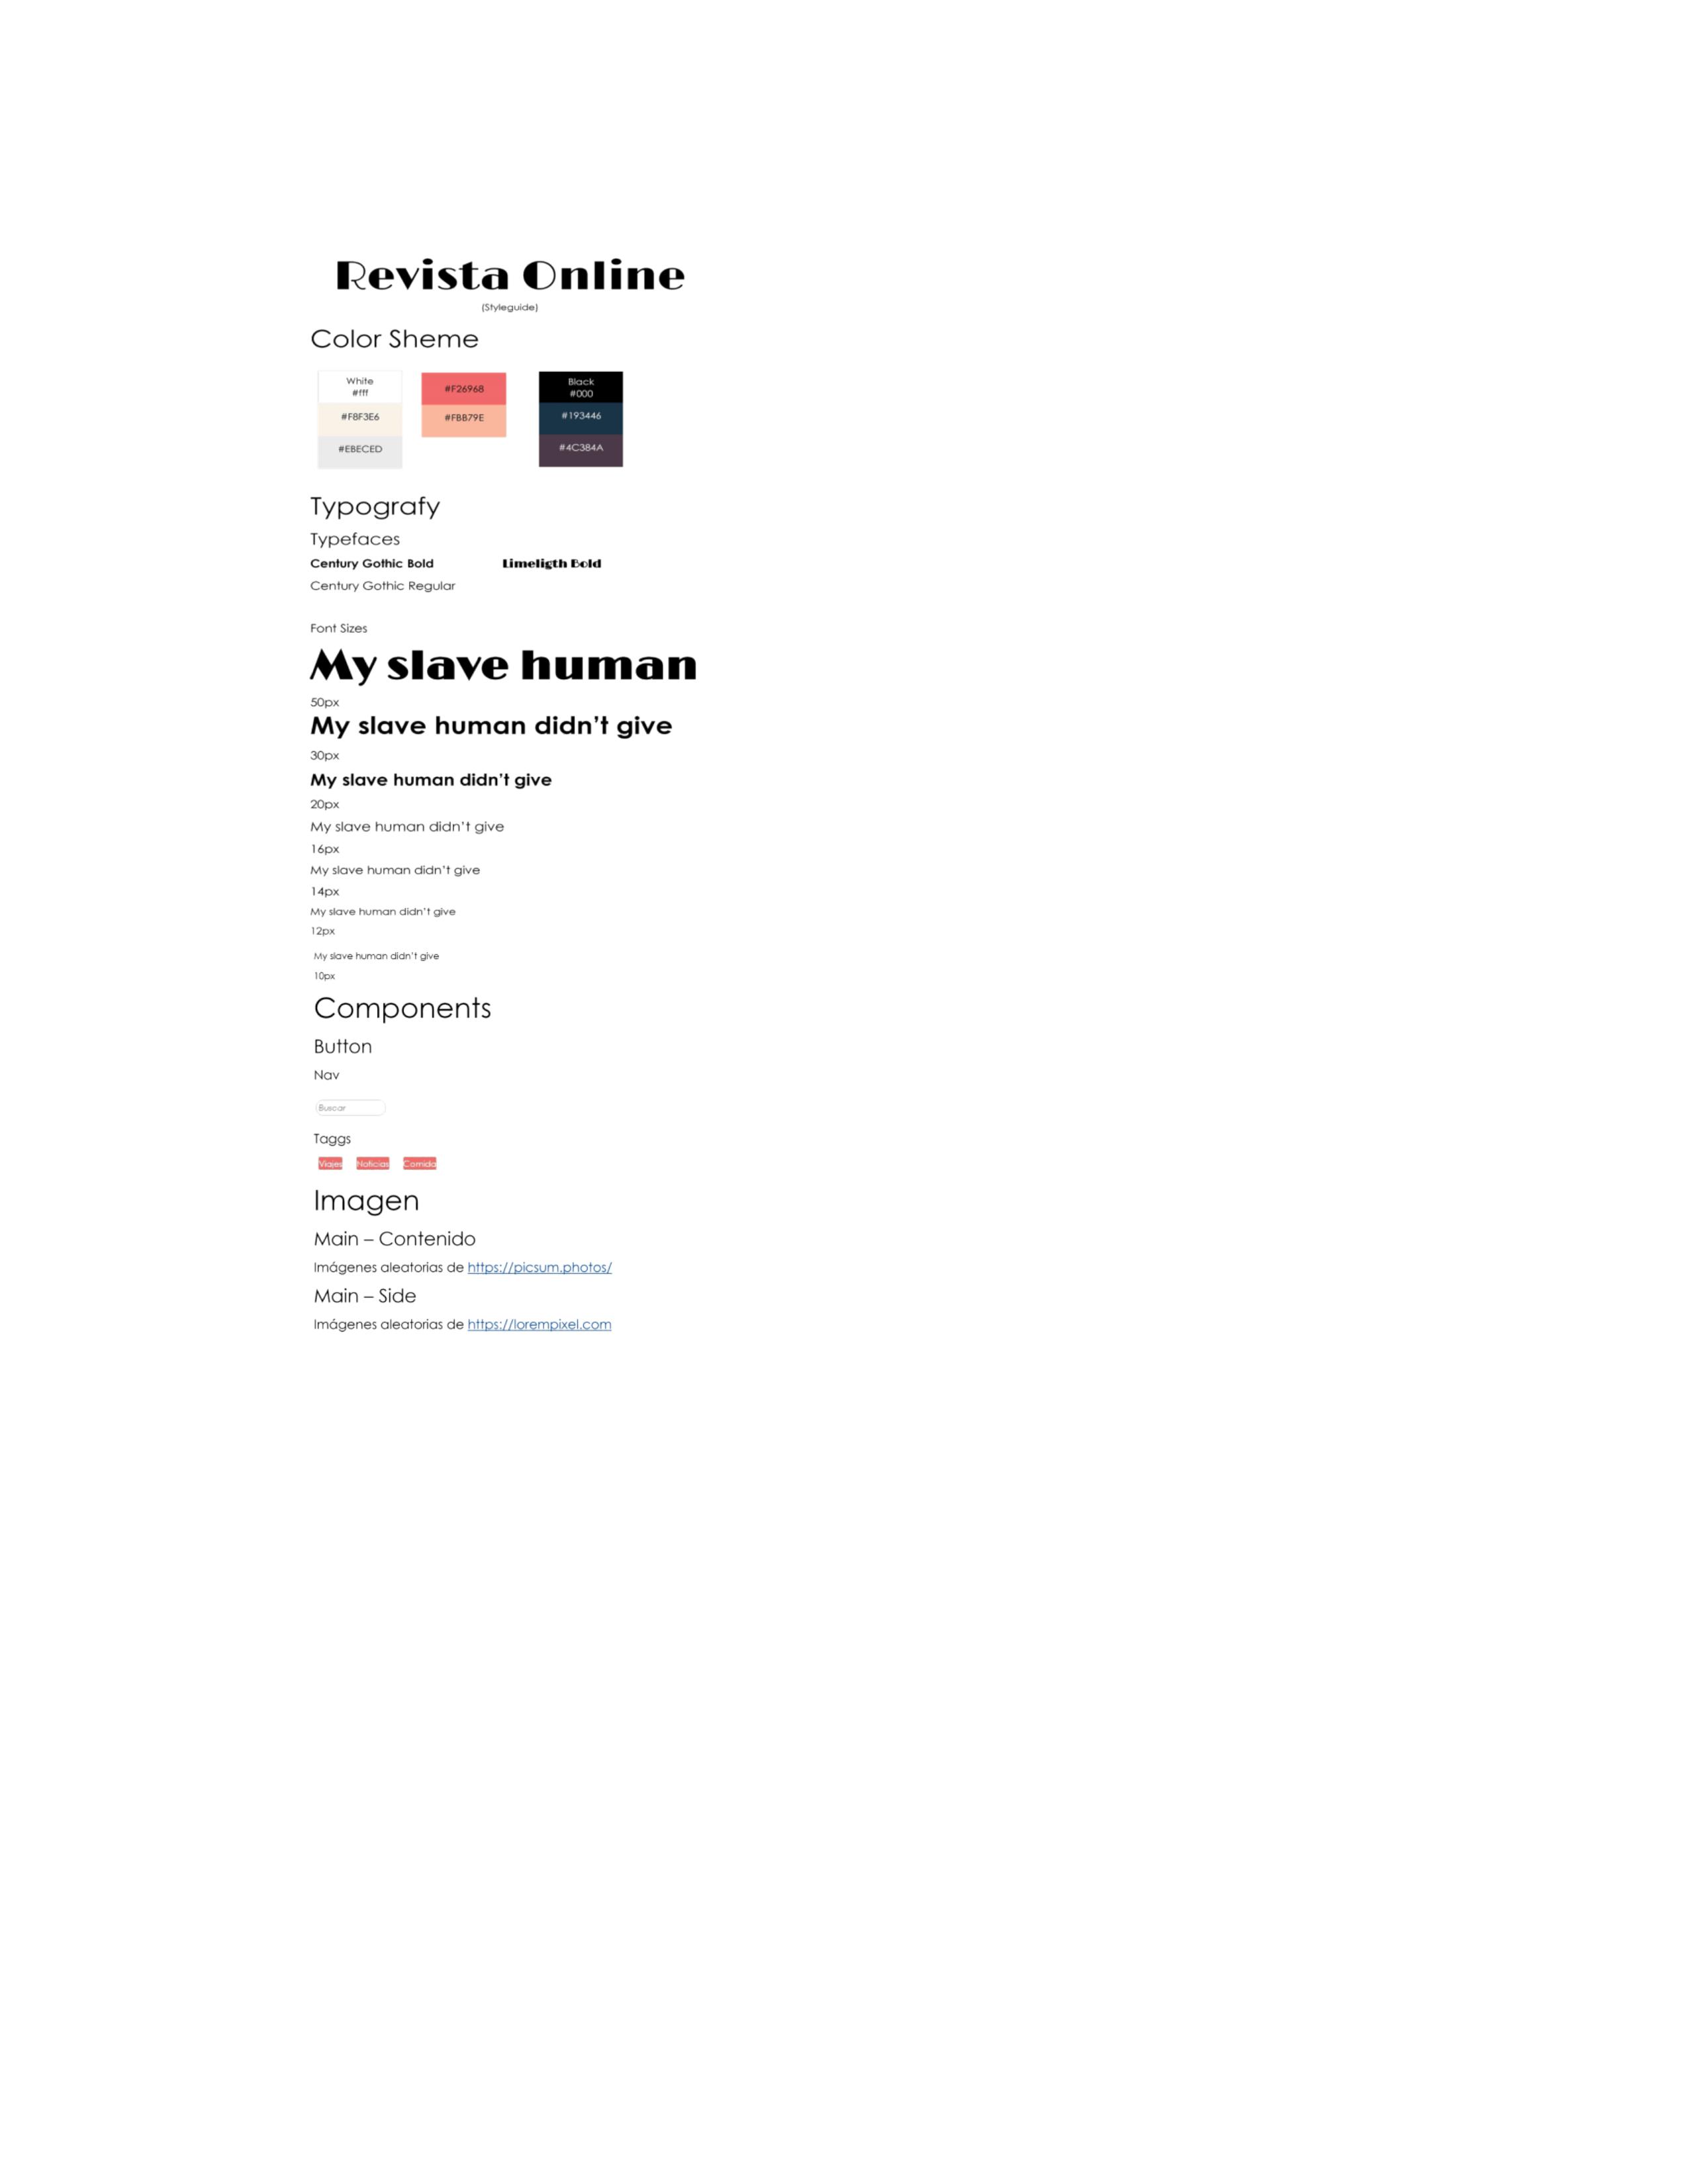 Revista Online
(Styleguide)
Color Sheme
White
#fff
#F8F3E6
#EBECED
#F26968
#FBB79E
Black
#000
#193446
#4C384A
Typografy
Typefaces
Century Gothic Bold
Limeligth Bold
Century Gothic Regular
Font Sizes
My slave human
50px
My slave human didn't give
30px
My slave human didn't give
20px
My slave human didn't give
16px
My slave human didn't give
14px
My slave human didn't give
12px
My slave human didn't give
10px
Components
Button
Nav
Buscar
Taggs
Viajes Noticias Comida
Imagen
Main – Contenido
Imágenes aleatorias de https://picsum.photos/
Main – Side
Imágenes aleatorias de https://lorempixel.com